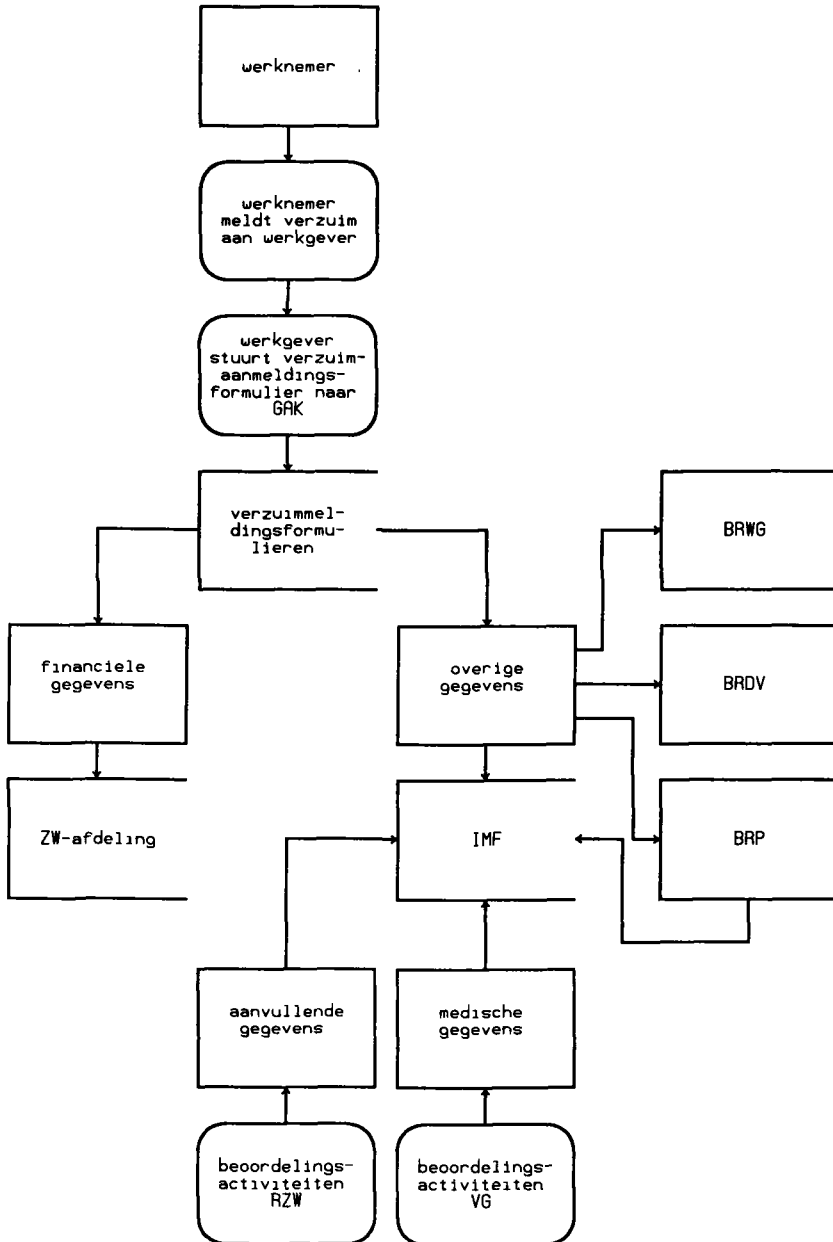 werknemer
werknemer
meldt verzuim
aan werkgever
werkgever
stuurt verzuim-
aanmeldings-
formulier naar
GAK
verzuimmel-
dingsformu-
lieren
BRWG
financiele
gegevens
overige
gegevens
BRDV
ZW-afdeling
IMF
BRP
aanvullende
gegevens
medische
gegevens
beoordelings-
activiteiten
RZW
beoordelings-
activiteiten
VG